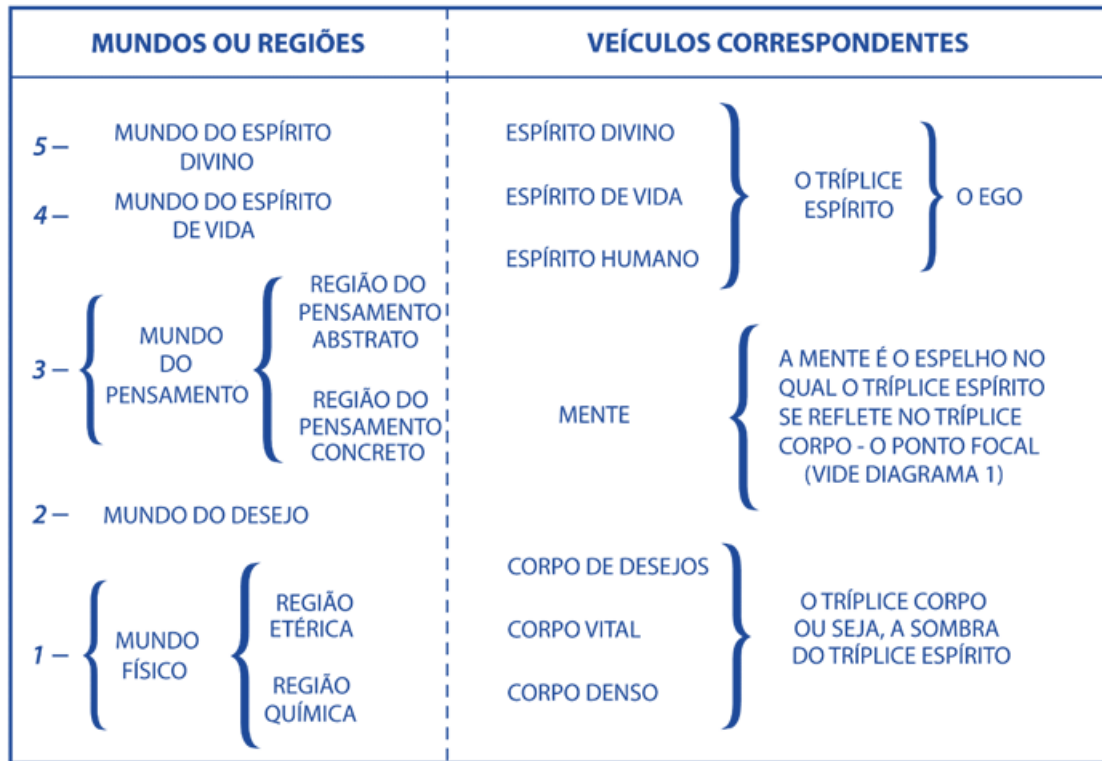 MUNDOS OU REGIÕES
VEÍCULOS CORRESPONDENTES
5 –
MUNDO DO ESPÍRITO
DIVINO
4 –
MUNDO DO ESPÍRITO
DE VIDA
3 –
MUNDO
DO
PENSAMENTO
REGIÃO DO
PENSAMENTO
ABSTRATO
REGIÃO DO
PENSAMENTO
CONCRETO
2 –
MUNDO DO DESEJO
1 –
MUNDO
FÍSICO
REGIÃO
ETÉRICA
REGIÃO
QUÍMICA
ESPÍRITO DIVINO
ESPÍRITO DE VIDA
ESPÍRITO HUMANO
O TRÍPLICE
ESPÍRITO
O EGO
MENTE
A MENTE É O ESPELHO NO
QUAL O TRÍPLICE ESPÍRITO
SE REFLETE NO TRÍPLICE
CORPO - O PONTO FOCAL
(VIDE DIAGRAMA 1)
CORPO DE DESEJOS
CORPO VITAL
CORPO DENSO
O TRÍPLICE CORPO
OU SEJA, A SOMBRA
DO TRÍPLICE ESPÍRITO